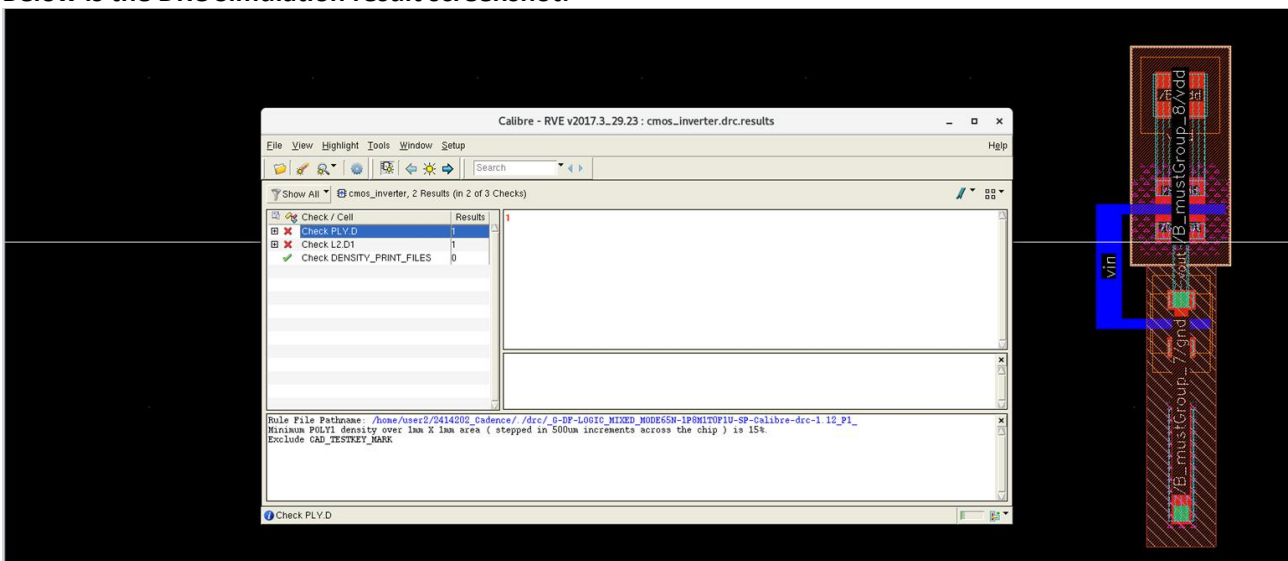 Below is the DRC simulation result screenshot:
Calibre - RVE v2017.3_29.23 : cmos_inverter.drc.results
File View Highlight Tools Window Setup Help
Search
Show All cmos_inverter, 2 Results (in 2 of 3 Checks)
Check / Cell Results
Check PLY.D 1
Check L2.D1 1
Check DENSITY_PRINT_FILES 0
1
Rule File Pathname: /home/user2/2414202_Cadence/./drc/_G-DF-LOGIC_MIXED_MODE65N-1P8M1T0F1U-SP-Calibre-drc-1.12_P1_
Minimum POLY1 density over 1mm X 1mm area ( stepped in 500um increments across the chip ) is 15%.
Exclude CAD_TESTKEY_MARK
Check PLY.D
/B_mustGroup_8/vdd
vin
vout
/B_mustGroup_7/gnd